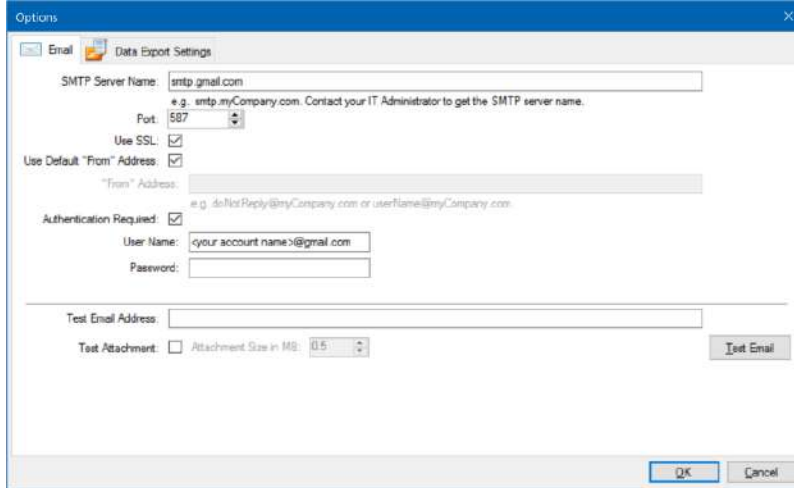 Options
Email Data Export Settings
SMTP Server Name: smtp.gmail.com
e.g. smtp.myCompany.com. Contact your IT Administrator to get the SMTP server name.
Port: 587
Use SSL:
Use Default "From" Address:
"From" Address:
e.g. doNotReply@myCompany.com or userName@myCompany.com
Authentication Required:
User Name: <your account name>@gmail.com
Password:
Test Email Address:
Test Attachment: Attachment Size in MB: 0.5 Test Email
OK Cancel